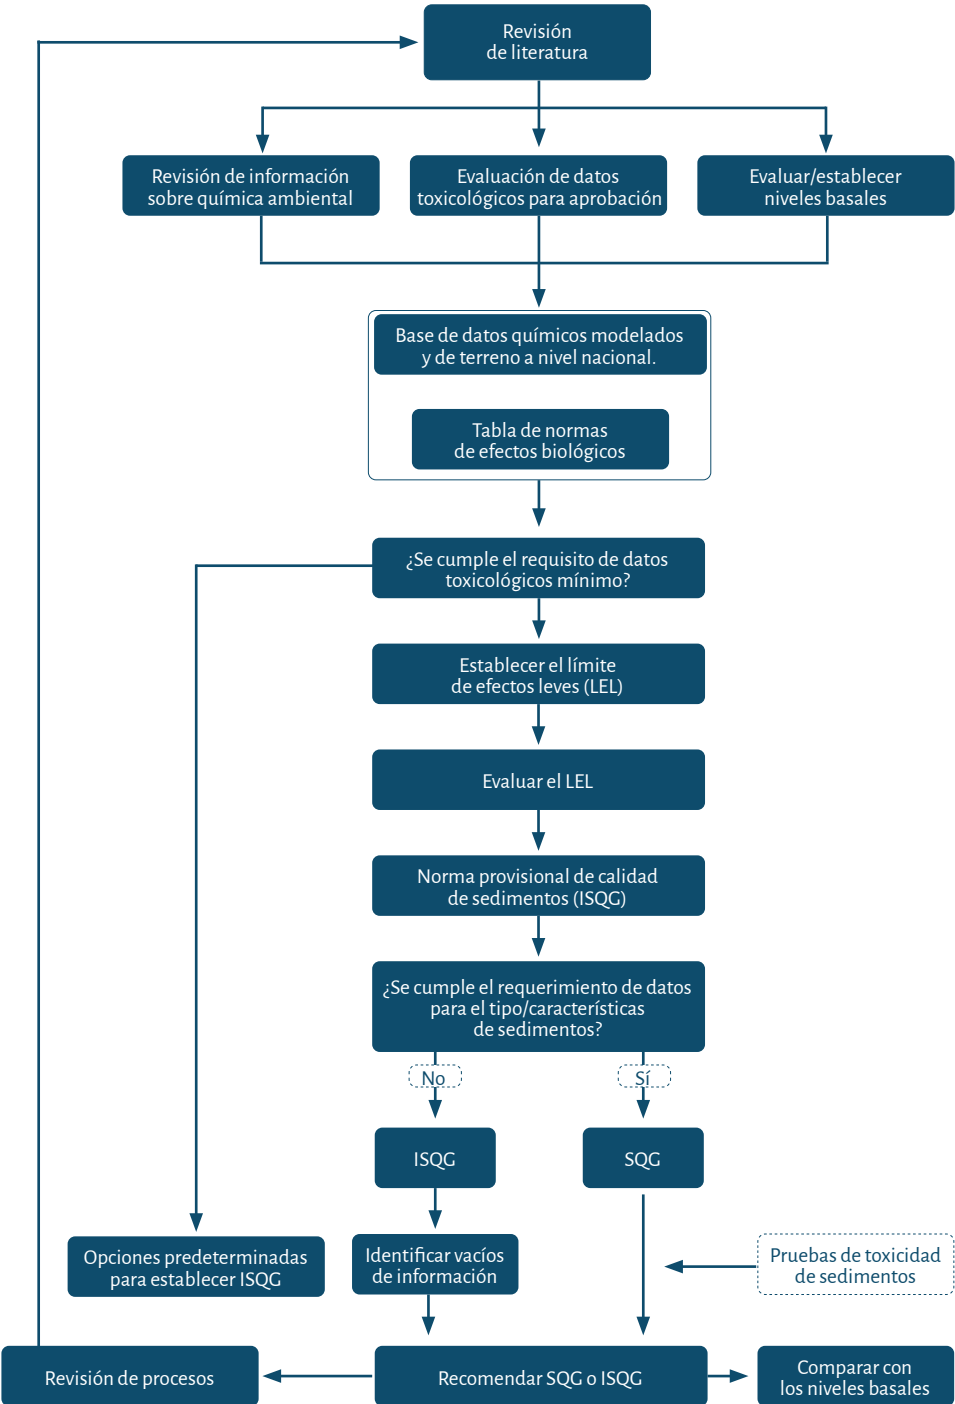 Revisión
de literatura
Revisión de información
sobre química ambiental
Evaluación de datos
toxicológicos para aprobación
Evaluar/establecer
niveles basales
Base de datos químicos modelados
y de terreno a nivel nacional.
Tabla de normas
de efectos biológicos
¿Se cumple el requisito de datos
toxicológicos mínimo?
Establecer el límite
de efectos leves (LEL)
Evaluar el LEL
Norma provisional de calidad
de sedimentos (ISQG)
¿Se cumple el requerimiento de datos
para el tipo/características
de sedimentos?
No
Sí
ISQG
SQG
Opciones predeterminadas
para establecer ISQG
Identificar vacíos
de información
Pruebas de toxicidad
de sedimentos
Revisión de procesos
Recomendar SQG o ISQG
Comparar con
los niveles basales